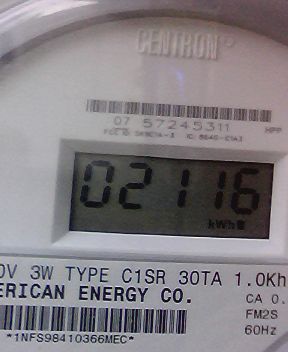 CENTRON®
07 57245311 HPP
02116
kWh
0V 3W TYPE C1SR 30TA 1.0Kh
ERICAN ENERGY CO. CA 0.
FM2S
*1NFS98410366MEC* 60Hz